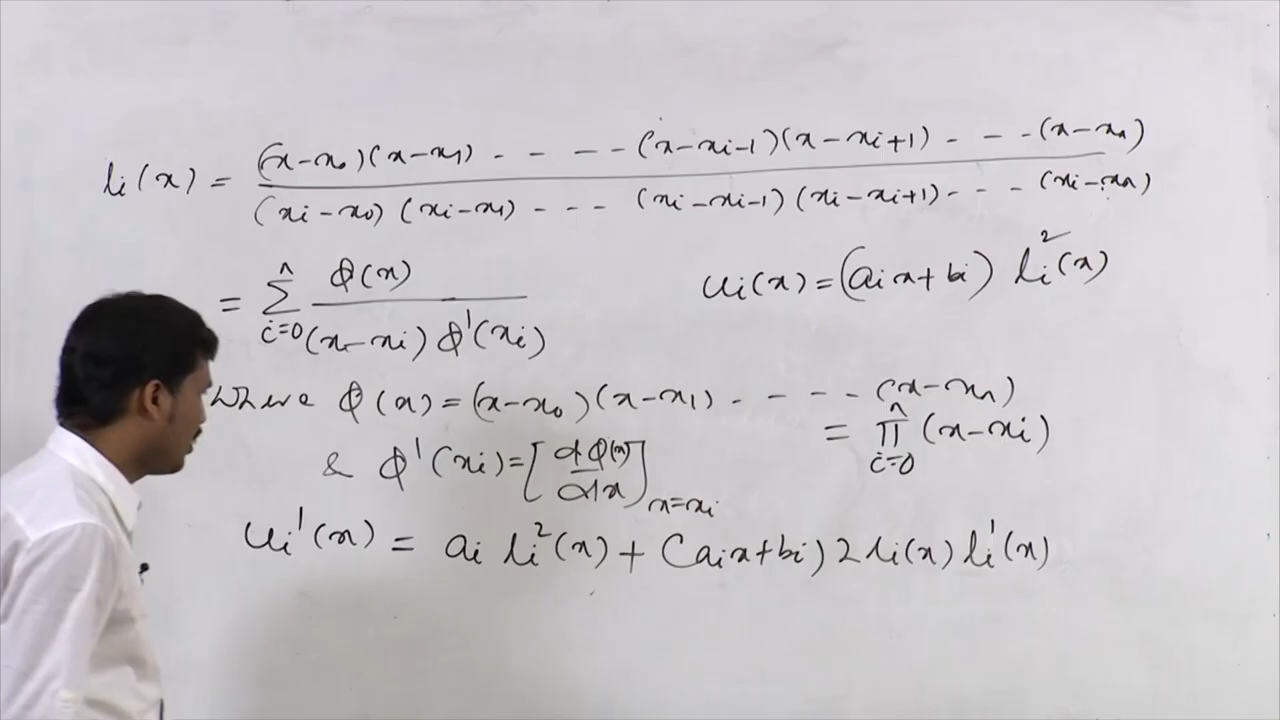 li(x) = (x-x₀)(x-x₁) - - - - - (x-xi-1)(x-xi+1) - - - (x-xn) / (xi-x₀)(xi-x₁) - - - - (xi-xi-1)(xi-xi+1) - - - (xi-xn)
= Σ_{i=0}^{n} ϕ(x) / (x-xi) ϕ'(xi)
ui(x) = (aix+bi) li²(x)
where ϕ(x) = (x-x₀)(x-x₁) - - - - (x-xn)
= Π_{i=0}^{n} (x-xi)
& ϕ'(xi) = [dϕ(x)/dx]_{x=xi}
ui'(x) = ai li²(x) + (aix+bi) 2 li(x) li'(x)